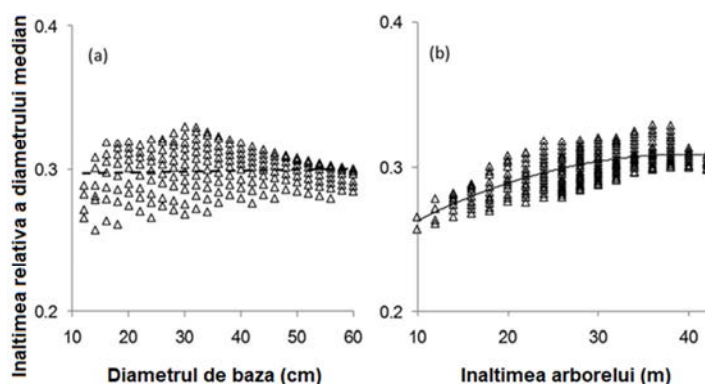 Inaltimea relativa a diametrului median
0.4
(a)
0.3
0.2
10 20 30 40 50 60
Diametrul de baza (cm)
0.4
(b)
0.3
0.2
10 20 30 40
Inaltimea arborelui (m)